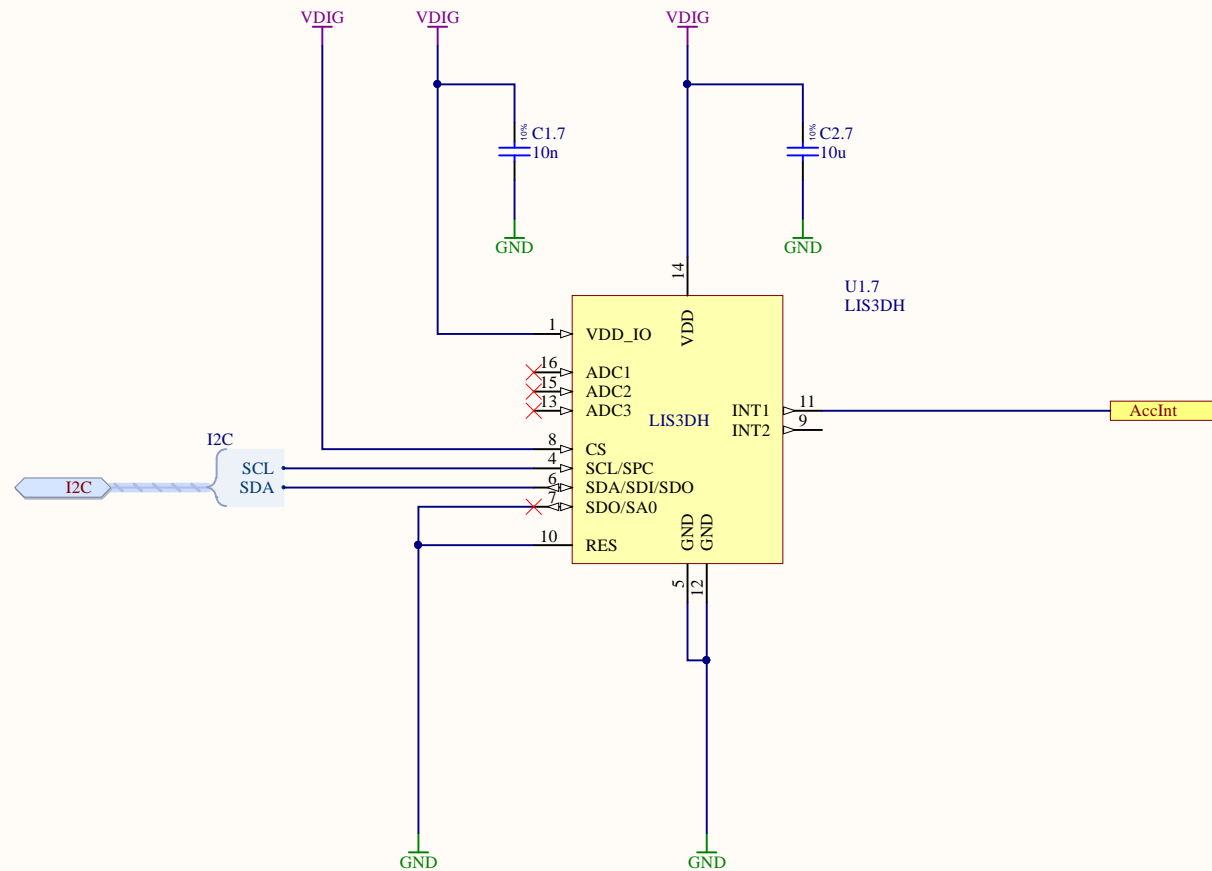 VDIG
VDIG
VDIG
10%
C1.7
10n
10%
C2.7
10u
GND
GND
14
U1.7
LIS3DH
1
VDD_IO
VDD
16
ADC1
15
ADC2
13
ADC3
LIS3DH
INT1
11
AccInt
INT2
9
8
CS
I2C
I2C
SCL
4
SCL/SPC
SDA
6
SDA/SDI/SDO
7
SDO/SA0
10
RES
GND
GND
5
12
GND
GND